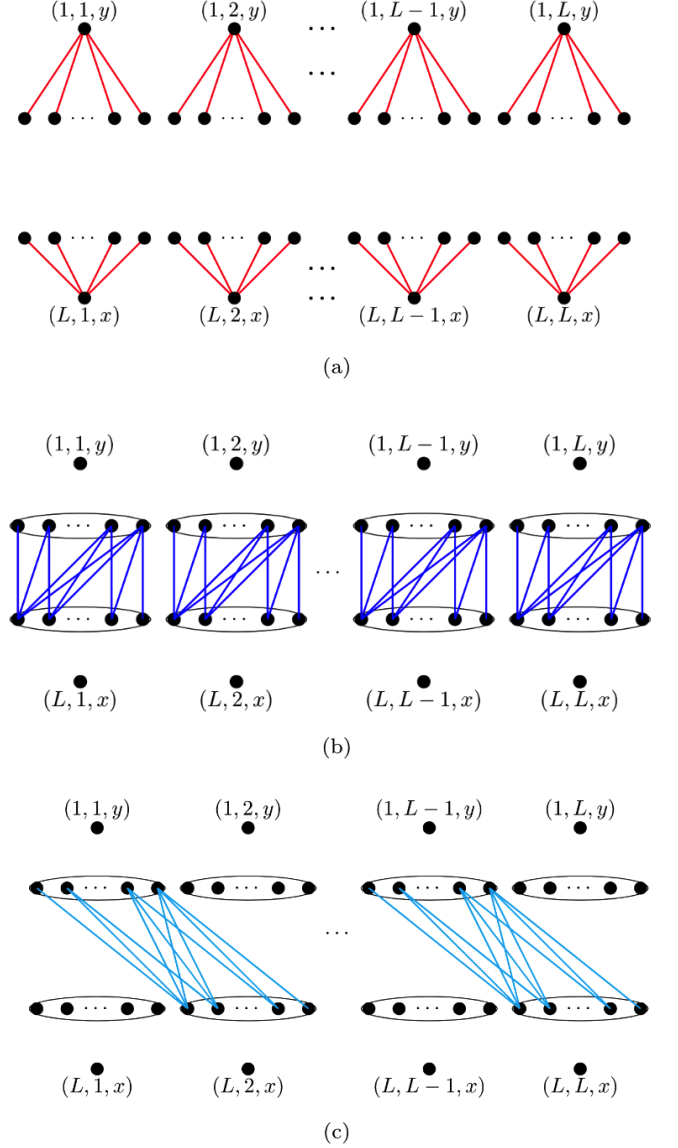 (1, 1, y) (1, 2, y) ··· (1, L − 1, y) (1, L, y)
···
··· ··· ··· ···
··· ··· ··· ···
···
(L, 1, x) (L, 2, x) ··· (L, L − 1, x) (L, L, x)
(a)
(1, 1, y) (1, 2, y) (1, L − 1, y) (1, L, y)
··· ··· ··· ···
···
··· ··· ··· ···
(L, 1, x) (L, 2, x) (L, L − 1, x) (L, L, x)
(b)
(1, 1, y) (1, 2, y) (1, L − 1, y) (1, L, y)
··· ··· ··· ···
···
··· ··· ··· ···
(L, 1, x) (L, 2, x) (L, L − 1, x) (L, L, x)
(c)